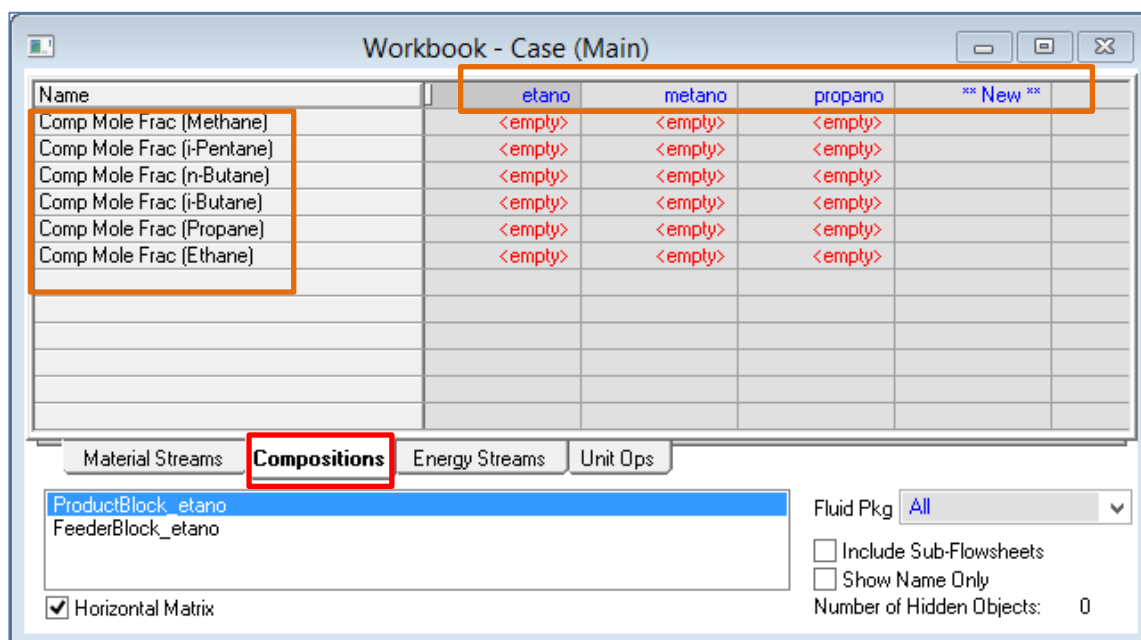 Workbook - Case (Main)
Name etano metano propano ** New **
Comp Mole Frac (Methane) <empty> <empty> <empty>
Comp Mole Frac (i-Pentane) <empty> <empty> <empty>
Comp Mole Frac (n-Butane) <empty> <empty> <empty>
Comp Mole Frac (i-Butane) <empty> <empty> <empty>
Comp Mole Frac (Propane) <empty> <empty> <empty>
Comp Mole Frac (Ethane) <empty> <empty> <empty>
Material Streams Compositions Energy Streams Unit Ops
ProductBlock_etano
FeederBlock_etano
Fluid Pkg All
Include Sub-Flowsheets
Show Name Only
Horizontal Matrix
Number of Hidden Objects: 0